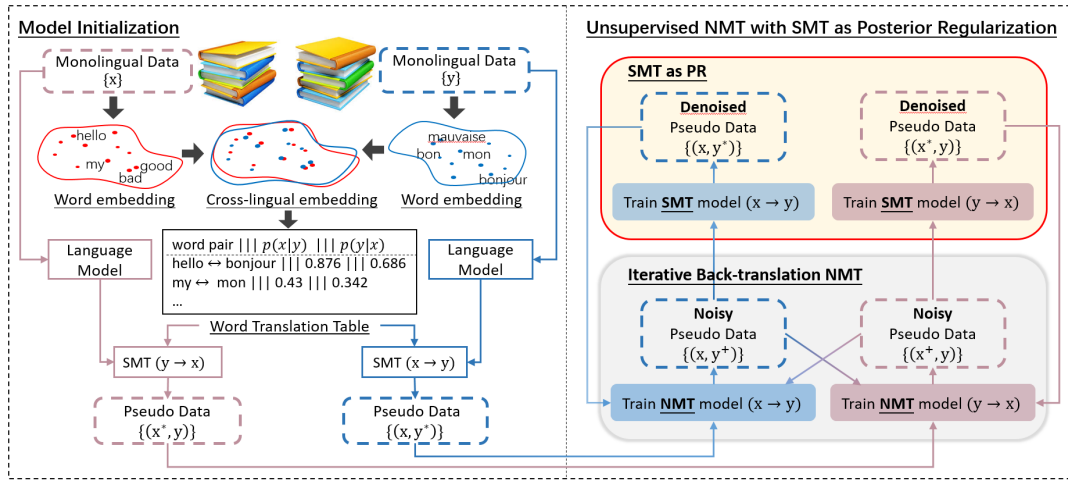 Model Initialization
Monolingual Data
{x}
Monolingual Data
{y}
hello
my
good
bad
mauvaise
bon
mon
bonjour
Word embedding
Cross-lingual embedding
Word embedding
Language
Model
word pair ||| p(x|y) ||| p(y|x)
hello ↔ bonjour ||| 0.876 ||| 0.686
my ↔ mon ||| 0.43 ||| 0.342
...
Language
Model
Word Translation Table
SMT (y → x)
SMT (x → y)
Pseudo Data
{(x*, y)}
Pseudo Data
{(x, y*)}
Unsupervised NMT with SMT as Posterior Regularization
SMT as PR
Denoised
Pseudo Data
{(x, y*)}
Denoised
Pseudo Data
{(x*, y)}
Train SMT model (x → y)
Train SMT model (y → x)
Iterative Back-translation NMT
Noisy
Pseudo Data
{(x, y+)}
Noisy
Pseudo Data
{(x+, y)}
Train NMT model (x → y)
Train NMT model (y → x)